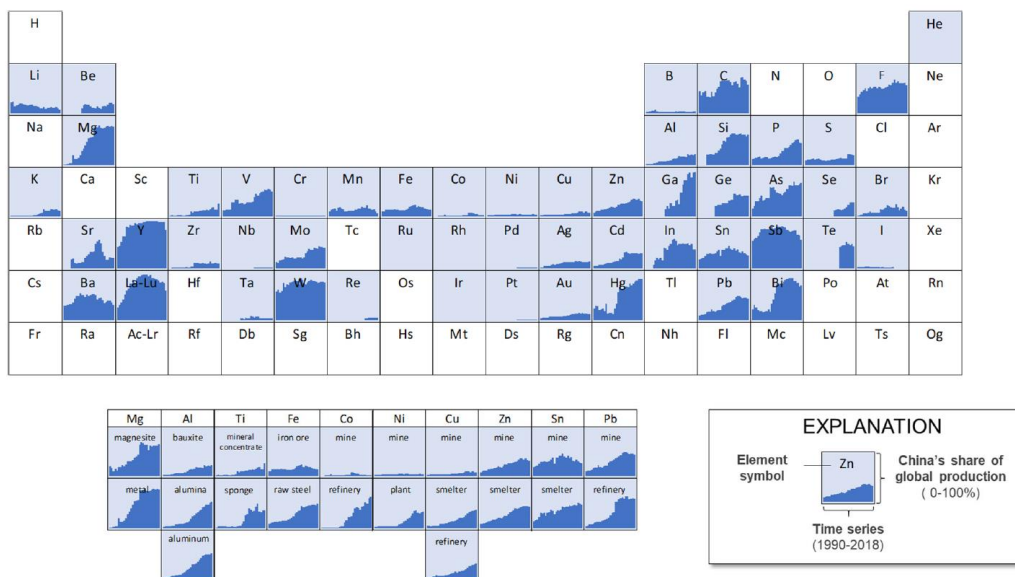 H He
Li Be B C N O F Ne
Na Mg Al Si P S Cl Ar
K Ca Sc Ti V Cr Mn Fe Co Ni Cu Zn Ga Ge As Se Br Kr
Rb Sr Y Zr Nb Mo Tc Ru Rh Pd Ag Cd In Sn Sb Te I Xe
Cs Ba La-Lu Hf Ta W Re Os Ir Pt Au Hg Tl Pb Bi Po At Rn
Fr Ra Ac-Lr Rf Db Sg Bh Hs Mt Ds Rg Cn Nh Fl Mc Lv Ts Og
Mg Al Ti Fe Co Ni Cu Zn Sn Pb
magnesite bauxite mineral concentrate iron ore mine mine mine mine mine mine
metal alumina sponge raw steel refinery plant smelter smelter smelter refinery
aluminum refinery
EXPLANATION
Element
symbol
Zn
China's share of
global production
( 0-100%)
Time series
(1990-2018)